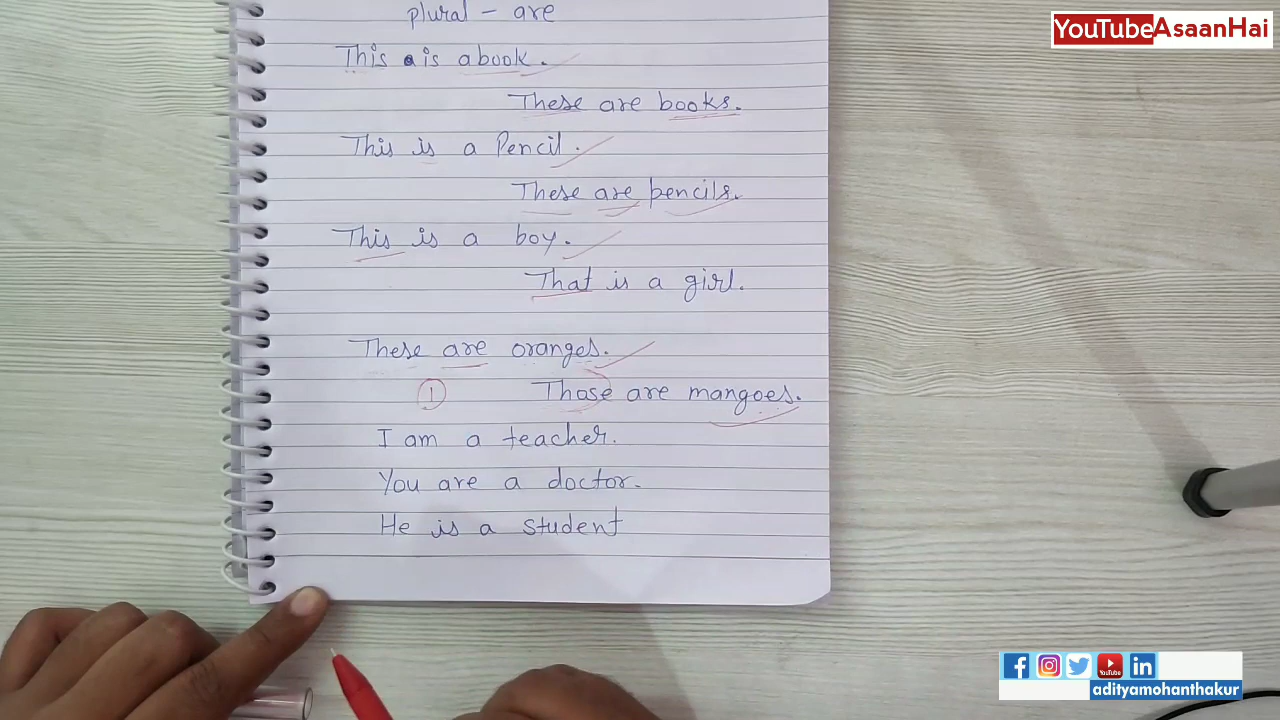 plural - are
YouTubeAsaanHai
This is a book.
These are books.
This is a Pencil.
These are pencils.
This is a boy.
That is a girl.
These are oranges.
1 Those are mangoes.
I am a teacher.
You are a doctor.
He is a student
YouTube
adityamohanthakur